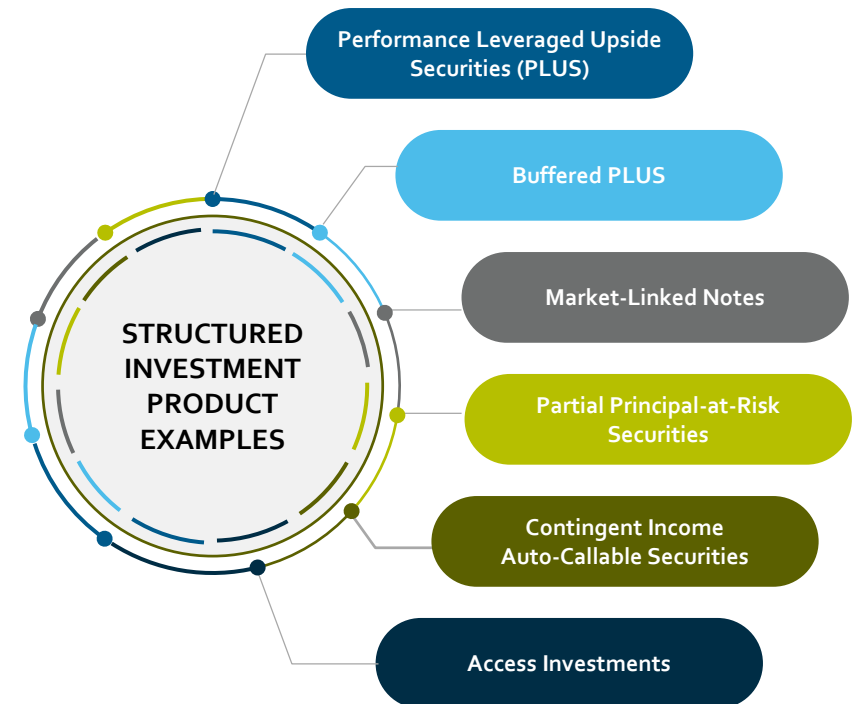 Performance Leveraged Upside
Securities (PLUS)
Buffered PLUS
Market-Linked Notes
STRUCTURED
INVESTMENT
PRODUCT
EXAMPLES
Partial Principal-at-Risk
Securities
Contingent Income
Auto-Callable Securities
Access Investments